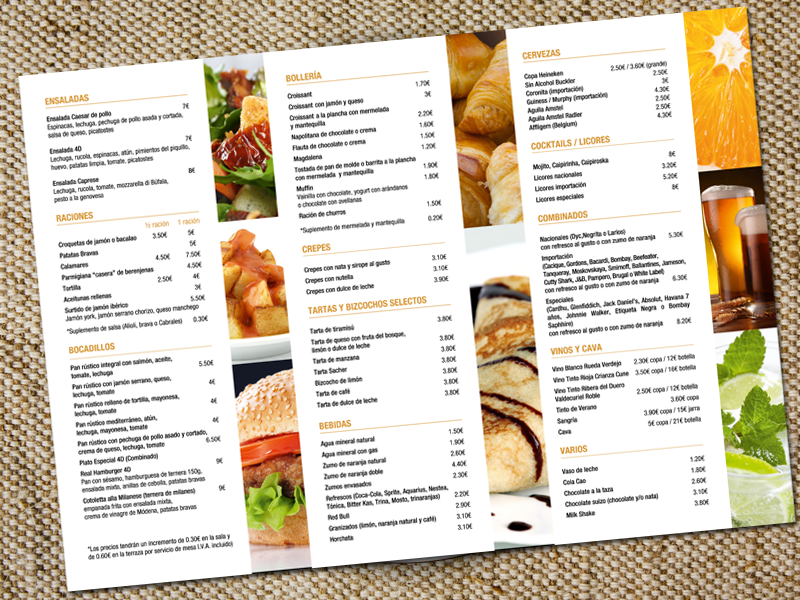 ENSALADAS
Ensalada Caesar de pollo 7€
Espinacas, lechuga, pechuga de pollo asada y cortada,
salsa de queso, picatostes
Ensalada 4D 7€
Lechuga, rucola, espinacas, atún, pimientos del piquillo,
huevo, patatas limpia, tomate, picatostes
Ensalada Caprese 8€
Lechuga, rucola, tomate, mozzarella di Búfala,
pesto a la genovesa
RACIONES
½ ración 1 ración
Croquetas de jamón o bacalao 3.50€ 5€
Patatas Bravas 5€
Calamares 4.50€ 7.50€
Parmigiana "casera" de berenjenas 4.50€
Tortilla 2.50€ 4€
Aceitunas rellenas 3€
Surtido de jamón ibérico 5.50€
Jamón york, jamón serrano chorizo, queso manchego
*Suplemento de salsa (Alioli, brava o Cabrales) 0.30€
BOCADILLOS
Pan rústico integral con salmón, aceite,
tomate, lechuga 5.50€
Pan rústico con jamón serrano, queso,
lechuga, tomate 4€
Pan rústico relleno de tortilla, mayonesa,
lechuga, tomate 4€
Pan rústico mediterráneo, atún,
lechuga, mayonesa, tomate 4€
Pan rústico con pechuga de pollo asado y cortado,
crema de queso, lechuga, tomate 6.50€
Plato Especial 4D (Combinado)
Real Hamburger 4D 9€
Pan con sésamo, hamburguesa de ternera 150g,
ensalada mixta, anillas de cebolla, patatas bravas
Cotoletta alla Milanese (ternera de milanes) 9€
empanada frita con ensalada mixta,
crema de vinagre de Módena, patatas bravas
*Los precios tendrán un incremento de 0.30€ en la sala y
de 0.60€ en la terraza por servicio de mesa I.V.A. incluido)
BOLLERÍA
Croissant 1.70€
Croissant con jamón y queso 3€
Croissant a la plancha con mermelada
y mantequilla 2.20€
Napolitana de chocolate o crema 1.60€
Flauta de chocolate o crema 1.50€
Magdalena 1.20€
Tostada de pan de molde o barrita a la plancha
con mermelada y mantequilla 1.90€
Muffin 1.80€
Vainilla con chocolate, yogurt con arándanos
o chocolate con avellanas
Ración de churros 1.50€
*Suplemento de mermelada y mantequilla 0.20€
CREPES
Crepes con nata y sirope al gusto 3.10€
Crepes con nutella 3.10€
Crepes con dulce de leche 3.90€
TARTAS Y BIZCOCHOS SELECTOS
Tarta de tiramisú 3.80€
Tarta de queso con fruta del bosque,
limón o dulce de leche 3.80€
Tarta de manzana 3.80€
Tarta Sacher 3.80€
Bizcocho de limón 3.80€
Tarta de café 3.80€
Tarta de dulce de leche 3.80€
BEBIDAS
Agua mineral natural 1.50€
Agua mineral con gas 1.90€
Zumo de naranja natural 2.60€
Zumo de naranja doble 4.40€
Zumos envasados 2.30€
Refrescos (Coca-Cola, Sprite, Aquarius, Nestea,
Tónica, Bitter Kas, Trina, Mosto, trinaranjas) 2.20€
Red Bull 2.90€
Granizados (limón, naranja natural y café) 3.10€
Horchata 3.10€
CERVEZAS
Copa Heineken 2.50€ / 3.60€ (grande)
Sin Alcohol Buckler 2.50€
Coronita (importación) 3€
Guiness / Murphy (importación) 4.30€
Aguila Amstel 2.50€
Aguila Amstel Radler 2.50€
Affligem (Belgium) 4.30€
COCKTAILS / LICORES
Mojito, Caipirinha, Caipiroska 8€
Licores nacionales 3.20€
Licores importación 5.20€
Licores especiales 8€
COMBINADOS
Nacionales (Dyc,Negrita o Larios)
con refresco al gusto o con zumo de naranja 5.30€
Importación
(Cacique, Gordons, Bacardi, Bombay, Beefeater,
Tanqueray, Moskovskaya, Smirnoff, Ballantines, Jameson,
Cutty Shark, J&B, Pampero, Brugal o White Label)
con refresco al gusto o con zumo de naranja 6.30€
Especiales
(Cardhu, Glenfiddich, Jack Daniel's, Absolut, Havana 7
años, Johnnie Walker, Etiqueta Negra o Bombay
Saphhire)
con refresco al gusto o con zumo de naranja 8.20€
VINOS Y CAVA
Vino Blanco Rueda Verdejo 2.30€ copa / 12€ botella
Vino Tinto Rioja Crianza Cune 3.50€ copa / 16€ botella
Vino Tinto Ribera del Duero
Valdecuriel Roble 2.50€ copa / 12€ botella
Tinto de Verano 3.60€ copa
Sangría 3.90€ copa / 15€ jarra
Cava 5€ copa / 21€ botella
VARIOS
Vaso de leche 1.20€
Cola Cao 1.80€
Chocolate a la taza 2.60€
Chocolate suizo (chocolate y/o nata) 3.10€
Milk Shake 3.80€